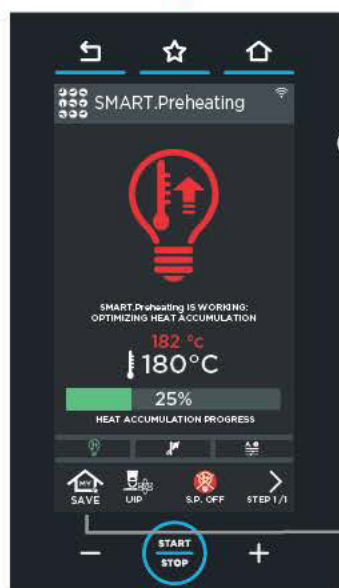 SMART.Preheating
SMART.Preheating IS WORKING:
OPTIMIZING HEAT ACCUMULATION
182 °c
180°C
25%
HEAT ACCUMULATION PROGRESS
MY
SAVE
UIP
S.P. OFF
STEP 1/1
START
STOP